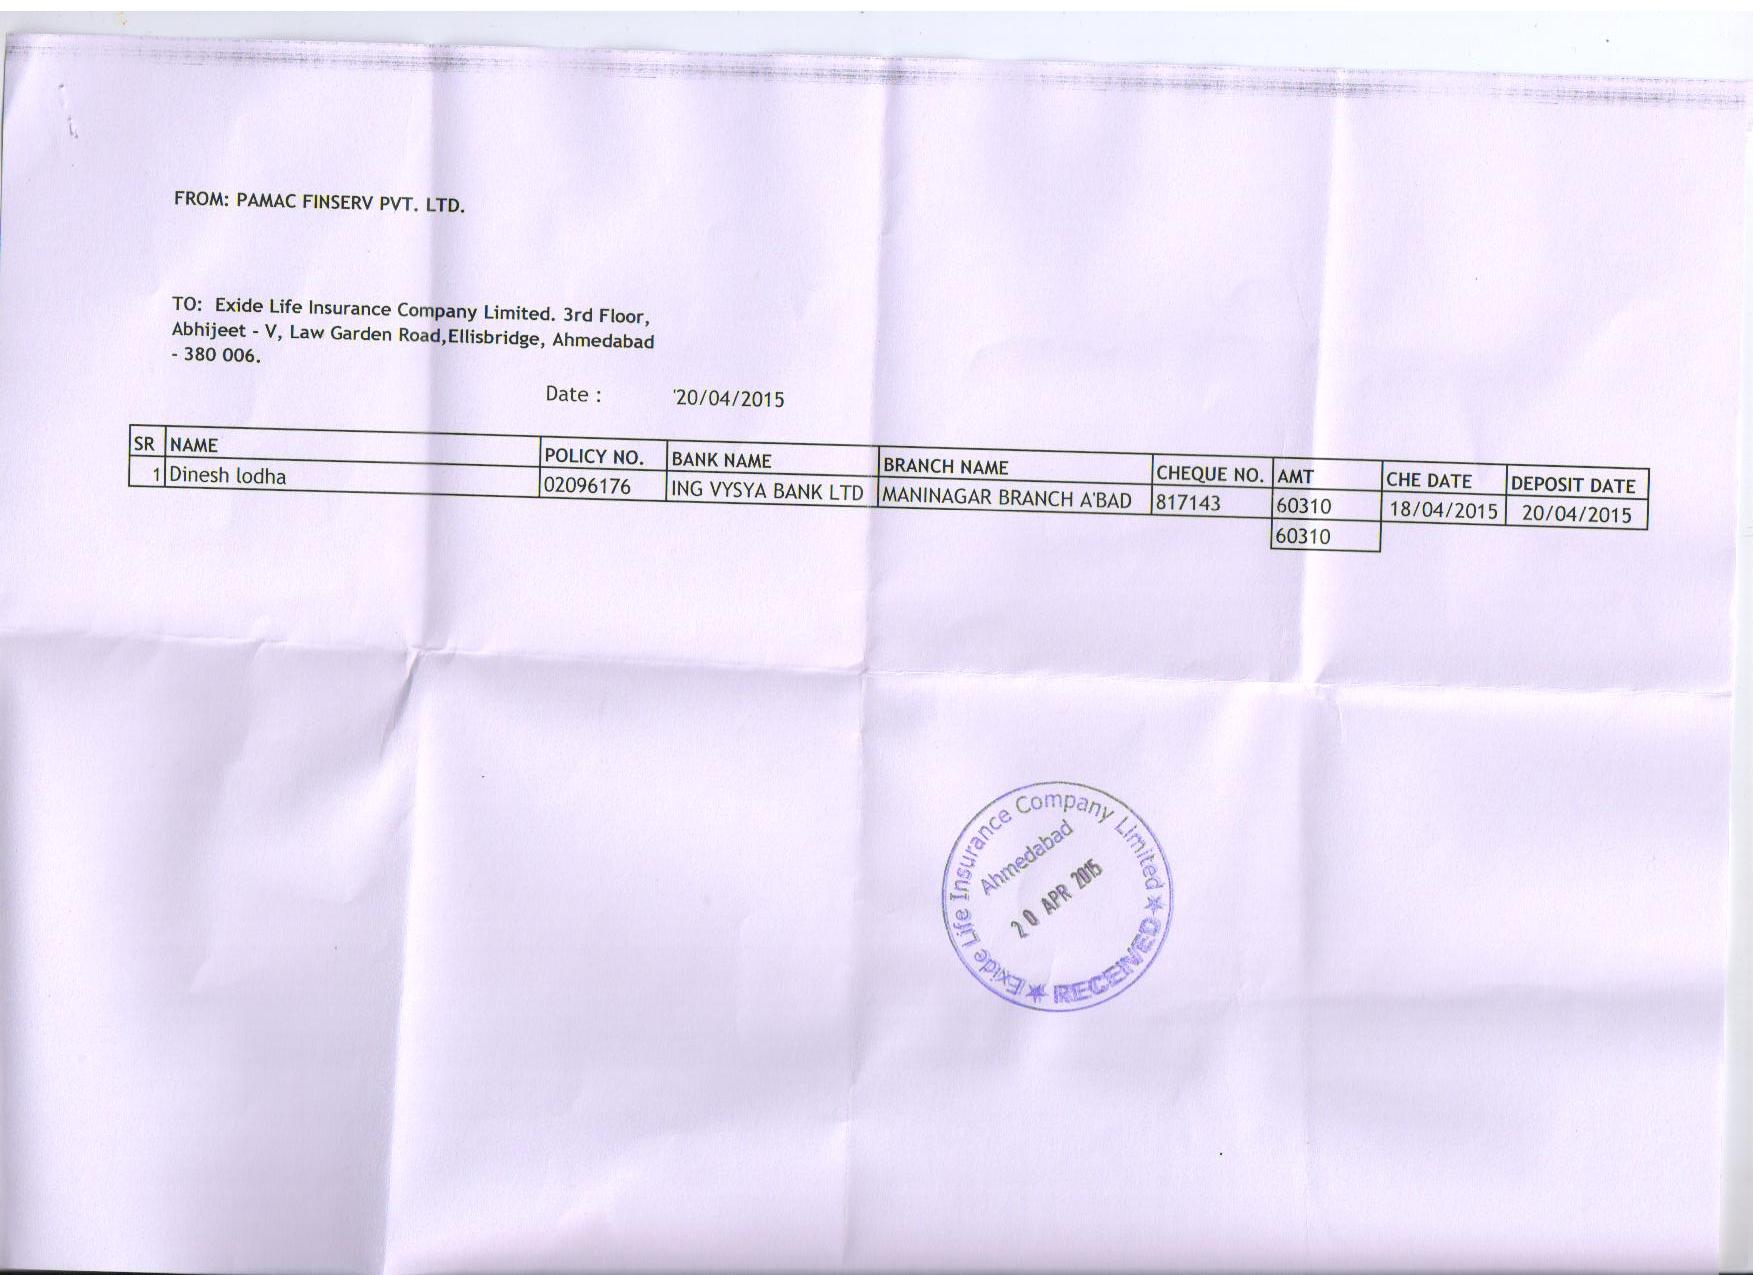 FROM: PAMAC FINSERV PVT. LTD.
TO: Exide Life Insurance Company Limited. 3rd Floor,
Abhijeet - V, Law Garden Road,Ellisbridge, Ahmedabad
- 380 006.
Date : '20/04/2015
SR NAME POLICY NO. BANK NAME BRANCH NAME CHEQUE NO. AMT CHE DATE DEPOSIT DATE
1 Dinesh lodha 02096176 ING VYSYA BANK LTD MANINAGAR BRANCH A'BAD 817143 60310 18/04/2015 20/04/2015
60310
Exide Life Insurance Company Limited
Ahmedabad
20 APR 2015
★ RECEIVED ★